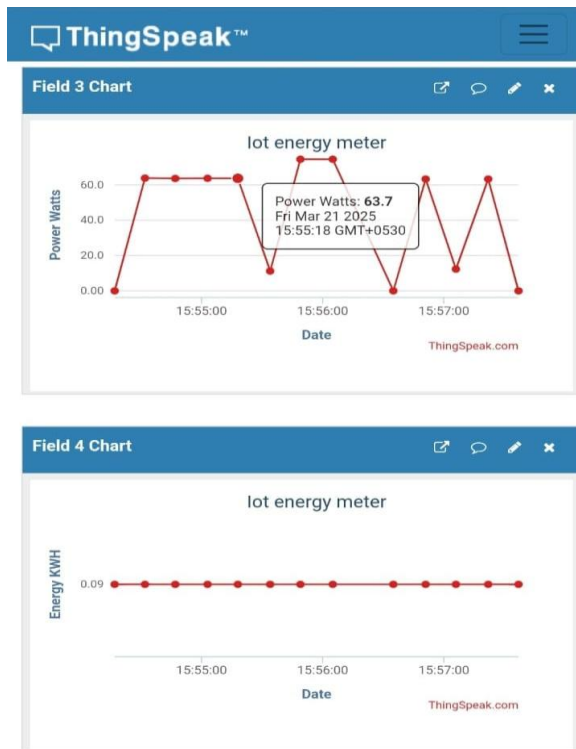 ThingSpeak™
Field 3 Chart
Iot energy meter
Power Watts
60.0
40.0
20.0
0.00
Power Watts: 63.7
Fri Mar 21 2025
15:55:18 GMT+0530
15:55:00 15:56:00 15:57:00
Date
ThingSpeak.com
Field 4 Chart
Iot energy meter
Energy KWH
0.09
15:55:00 15:56:00 15:57:00
Date
ThingSpeak.com